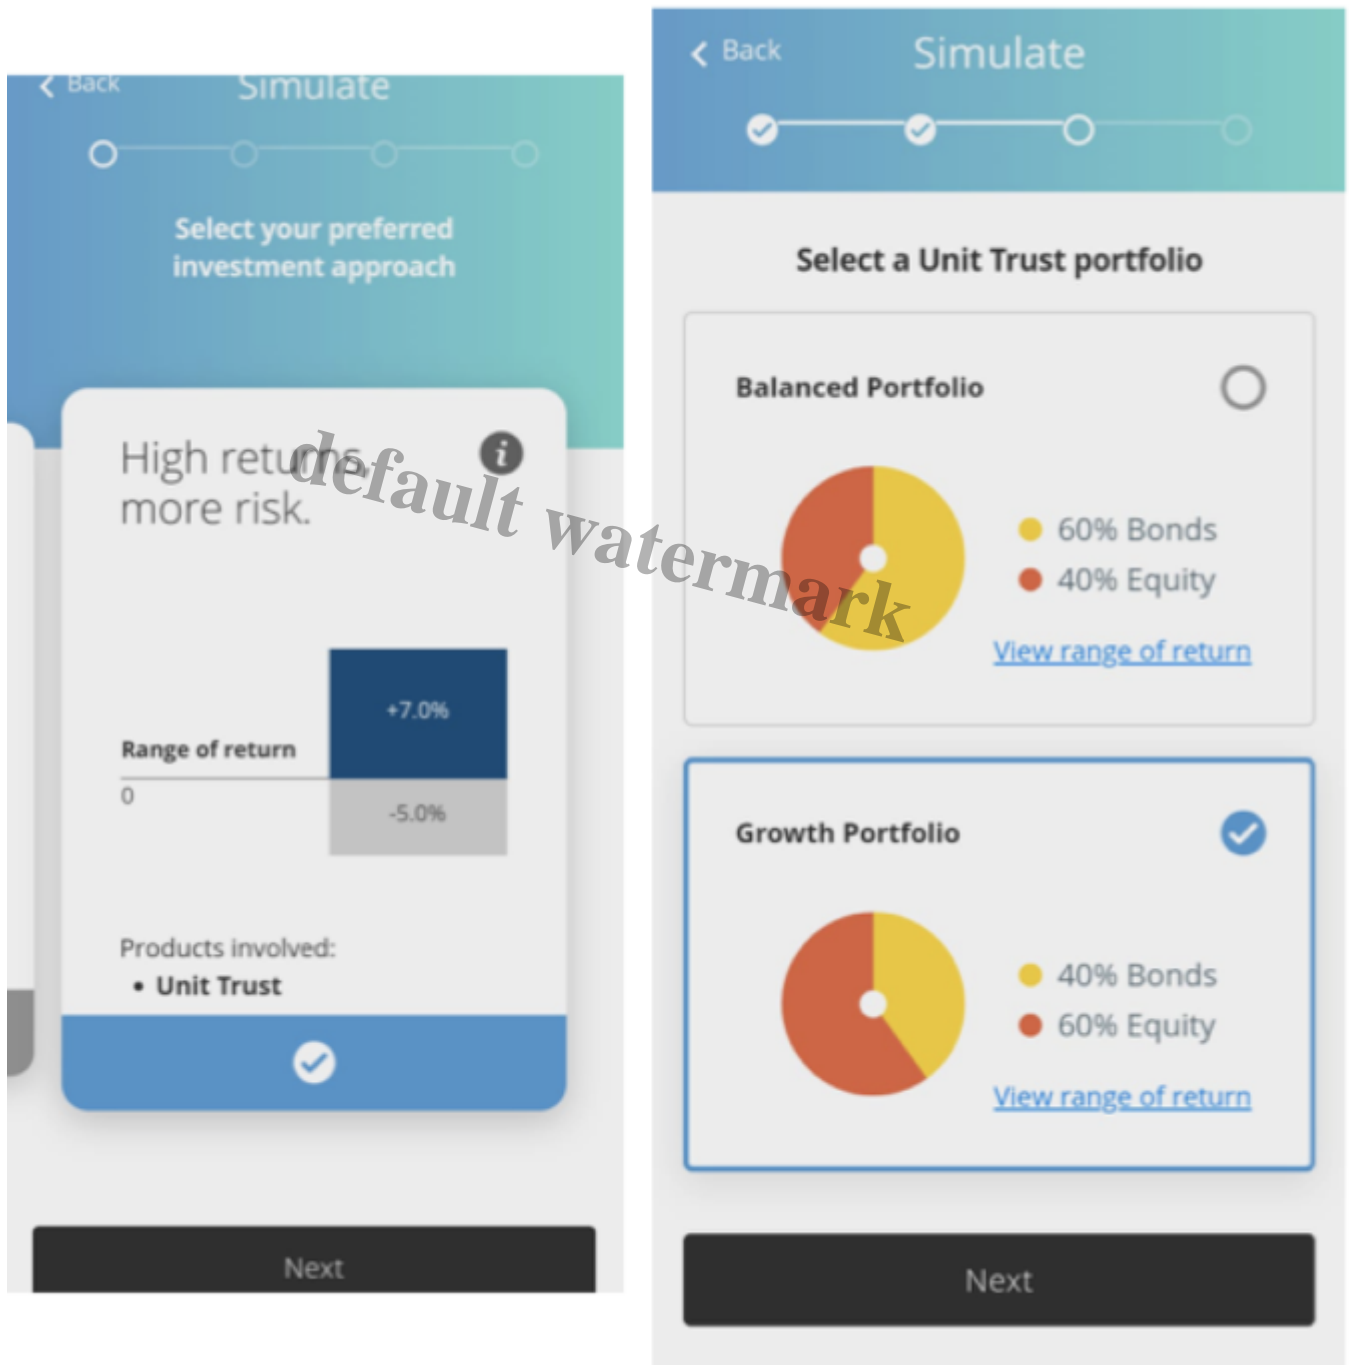 Back
Simulate
Select your preferred
investment approach
High returns,
more risk.
i
+7.0%
Range of return
0
-5.0%
Products involved:
• Unit Trust
Next
Back
Simulate
Select a Unit Trust portfolio
Balanced Portfolio
60% Bonds
40% Equity
View range of return
Growth Portfolio
40% Bonds
60% Equity
View range of return
Next
default watermark